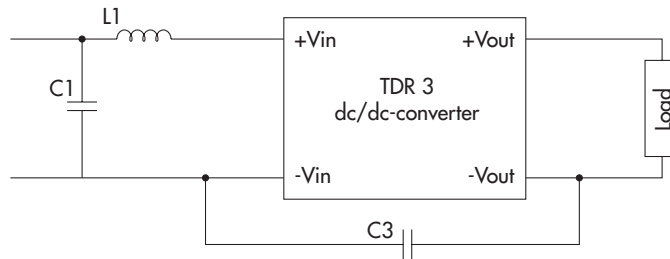 L1
+Vin
+Vout
C1
TDR 3
dc/dc-converter
Load
-Vin
-Vout
C3